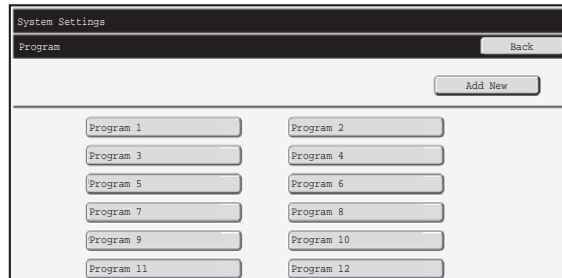 System Settings
Program
Back
Add New
Program 1
Program 2
Program 3
Program 4
Program 5
Program 6
Program 7
Program 8
Program 9
Program 10
Program 11
Program 12